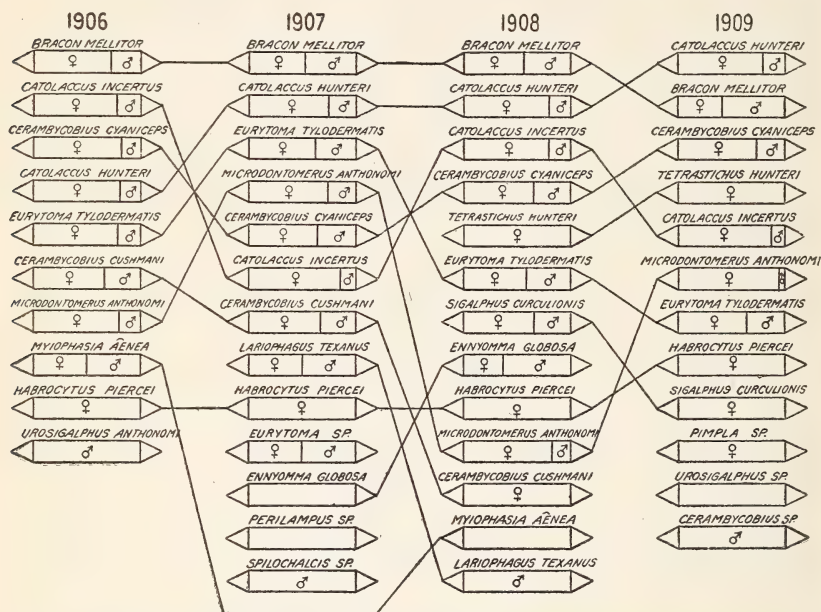 1906
BRACON MELLITOR
♀ ♂
CATOLACCUS INCERTUS
♀ ♂
CERAMBYCOBIUS CYANICEPS
♀ ♂
CATOLACCUS HUNTERI
♀ ♂
EURYTOMA TYLODERMATIS
♀ ♂
CERAMBYCOBIUS CUSHMANI
♀ ♂
MICRODONTOMERUS ANTHONOMI
♀ ♂
MYIOPHASIA ÆNEA
♀ ♂
HABROCYTUS PIERCEI
♀
UROSIGALPHUS ANTHONOMI
♂
1907
BRACON MELLITOR
♀ ♂
CATOLACCUS HUNTERI
♀ ♂
EURYTOMA TYLODERMATIS
♀ ♂
MICRODONTOMERUS ANTHONOMI
♀ ♂
CERAMBYCOBIUS CYANICEPS
♀ ♂
CATOLACCUS INCERTUS
♀ ♂
CERAMBYCOBIUS CUSHMANI
♀ ♂
LARIOPHAGUS TEXANUS
♀ ♂
HABROCYTUS PIERCEI
♀
EURYTOMA SP.
♀ ♂
ENNYOMMA GLOBOSA
PERILAMPUS SP.
SPILOCHALCIS SP.
♂
1908
BRACON MELLITOR
♀ ♂
CATOLACCUS HUNTERI
♀ ♂
CATOLACCUS INCERTUS
♀ ♂
CERAMBYCOBIUS CYANICEPS
♀ ♂
TETRASTICHUS HUNTERI
♀
EURYTOMA TYLODERMATIS
♀ ♂
SIGALPHUS CURCULIONIS
♀ ♂
ENNYOMMA GLOBOSA
♀ ♂
HABROCYTUS PIERCEI
♀
MICRODONTOMERUS ANTHONOMI
♀ ♂
CERAMBYCOBIUS CUSHMANI
♀
MYIOPHASIA ÆNEA
LARIOPHAGUS TEXANUS
♂
1909
CATOLACCUS HUNTERI
♀ ♂
BRACON MELLITOR
♀ ♂
CERAMBYCOBIUS CYANICEPS
♀ ♂
TETRASTICHUS HUNTERI
♀
CATOLACCUS INCERTUS
♀ ♂
MICRODONTOMERUS ANTHONOMI
♀ ♂
EURYTOMA TYLODERMATIS
♀ ♂
HABROCYTUS PIERCEI
♀
SIGALPHUS CURCULIONIS
♀
PIMPLA SP.
♀
UROSIGALPHUS SP.
CERAMBYCOBIUS SP.
♂